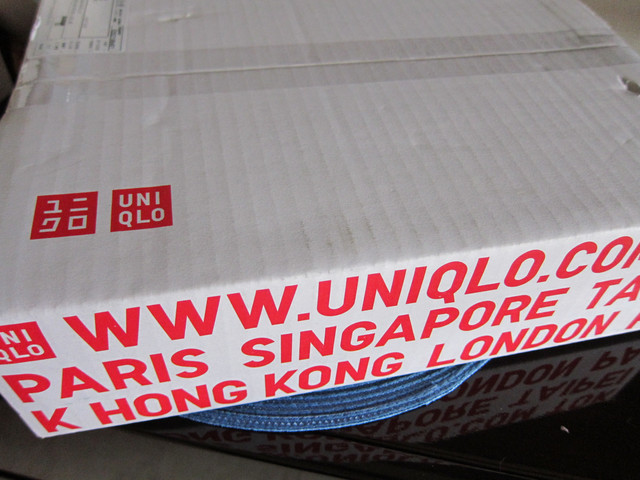 ユニ
クロ
UNI
QLO
WWW.UNIQLO.CO
UNI
QLO
PARIS SINGAPORE TA
K HONG KONG LONDON